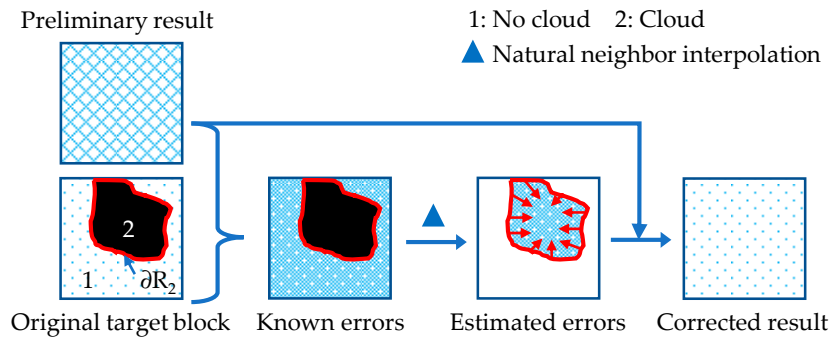 Preliminary result
1: No cloud 2: Cloud
Natural neighbor interpolation
2
1
∂R₂
Original target block
Known errors
Estimated errors
Corrected result